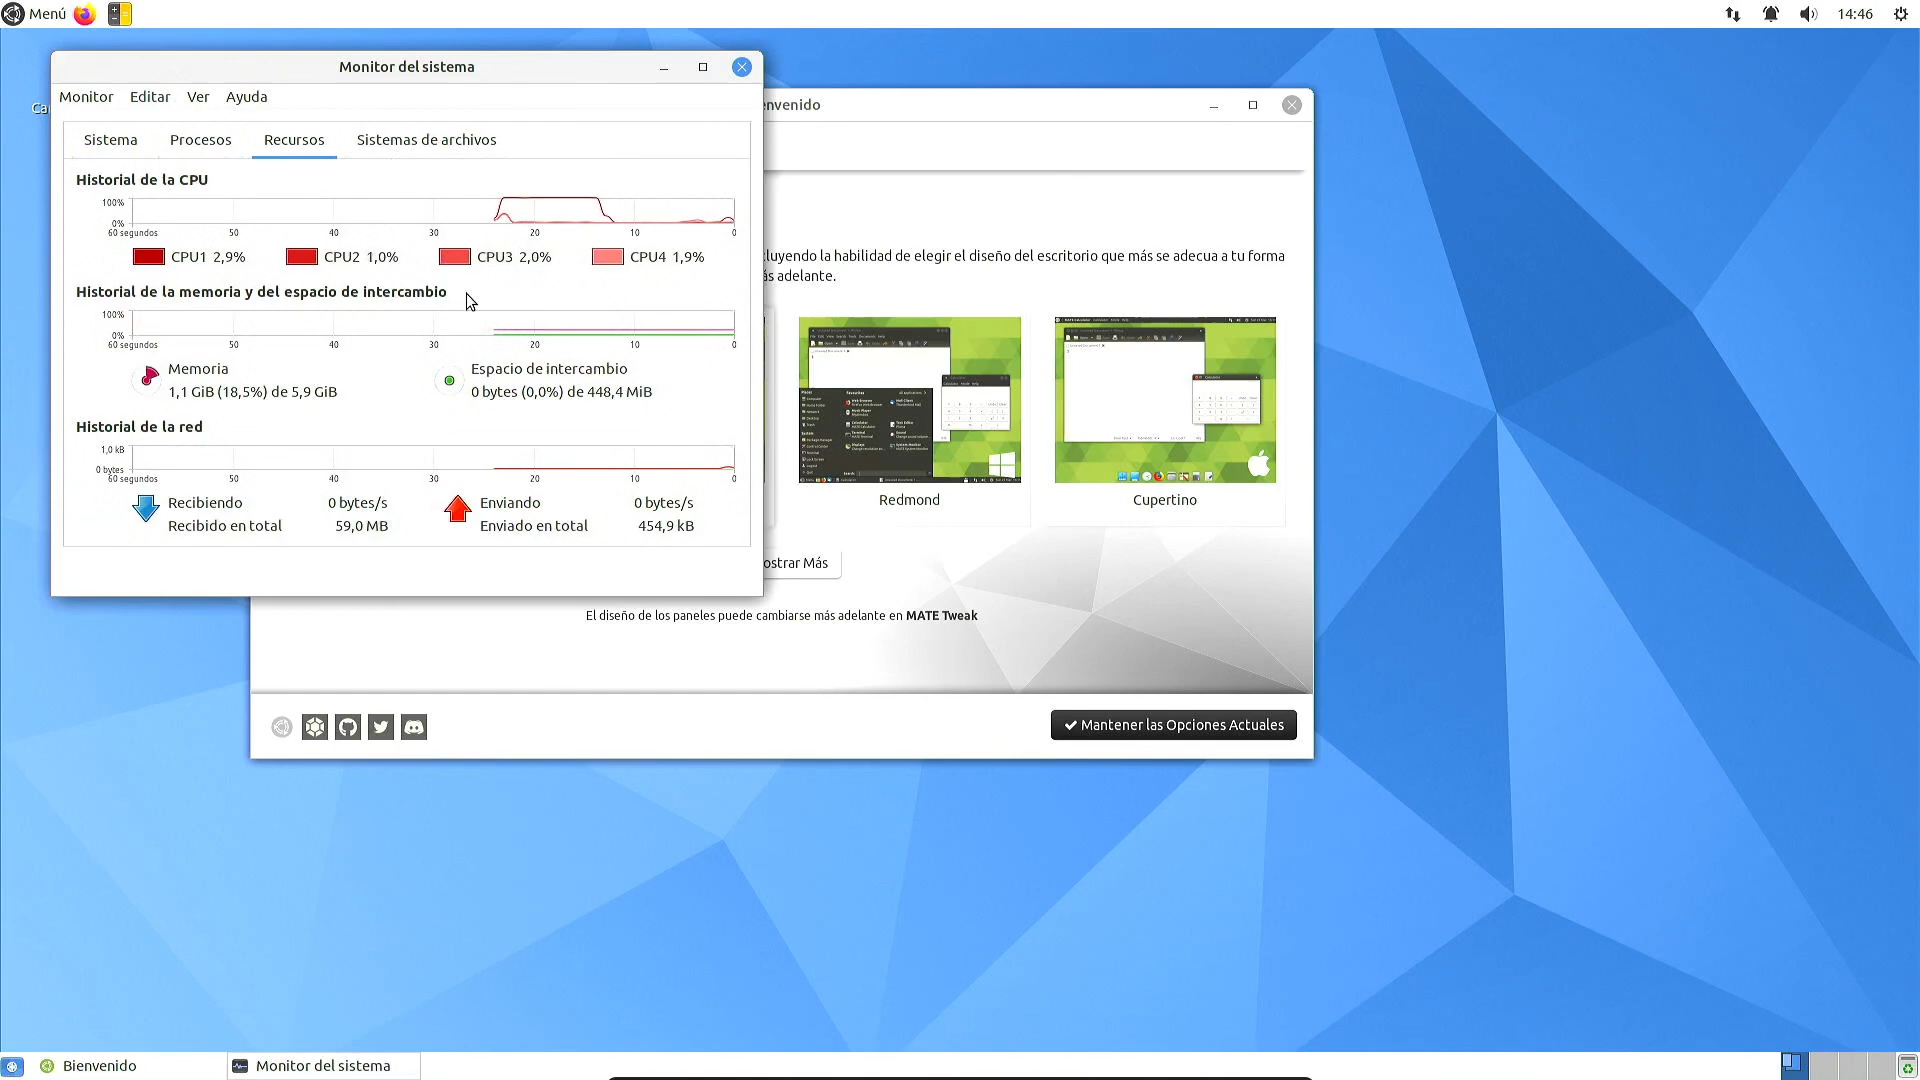 Menú
14:46
Monitor del sistema
Monitor Editar Ver Ayuda
Sistema Procesos Recursos Sistemas de archivos
Historial de la CPU
100%
0%
60 segundos 50 40 30 20 10 0
CPU1 2,9% CPU2 1,0% CPU3 2,0% CPU4 1,9%
Historial de la memoria y del espacio de intercambio
100%
0%
60 segundos 50 40 30 20 10 0
Memoria
1,1 GiB (18,5%) de 5,9 GiB
Espacio de intercambio
0 bytes (0,0%) de 448,4 MiB
Historial de la red
1,0 kB
0 bytes
60 segundos 50 40 30 20 10 0
Recibiendo 0 bytes/s
Recibido en total 59,0 MB
Enviando 0 bytes/s
Enviado en total 454,9 kB
Ca
envenido
cluyendo la habilidad de elegir el diseño del escritorio que más se adecua a tu forma
ás adelante.
Redmond
Cupertino
ostrar Más
El diseño de los paneles puede cambiarse más adelante en MATE Tweak
✔ Mantener las Opciones Actuales
Bienvenido
Monitor del sistema